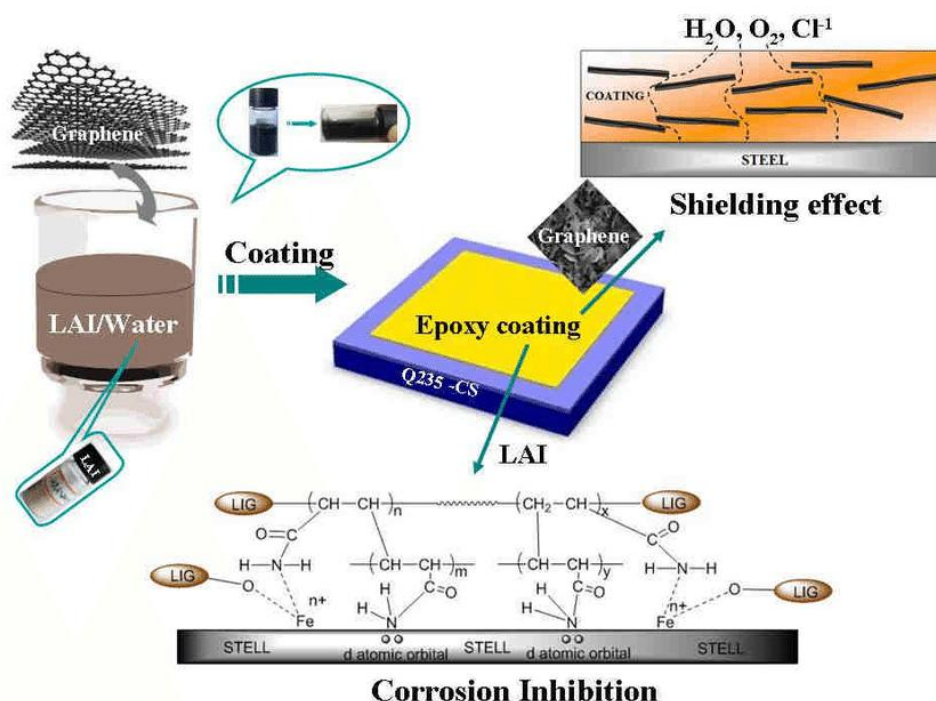 H₂O, O₂, Cl⁻¹
COATING
STEEL
Shielding effect
Graphene
LAI/Water
LAI
Coating
Graphene
Epoxy coating
Q235 -CS
LAI
LIG (CH CH)n (CH₂ CH)x LIG
O=C C=O
H-N-H (CH-CH)m (CH-CH)y H-N-H
LIG O H C=O H C=O O LIG
n+ H H n+
Fe N N Fe
STELL d atomic orbital STELL d atomic orbital STELL
Corrosion Inhibition